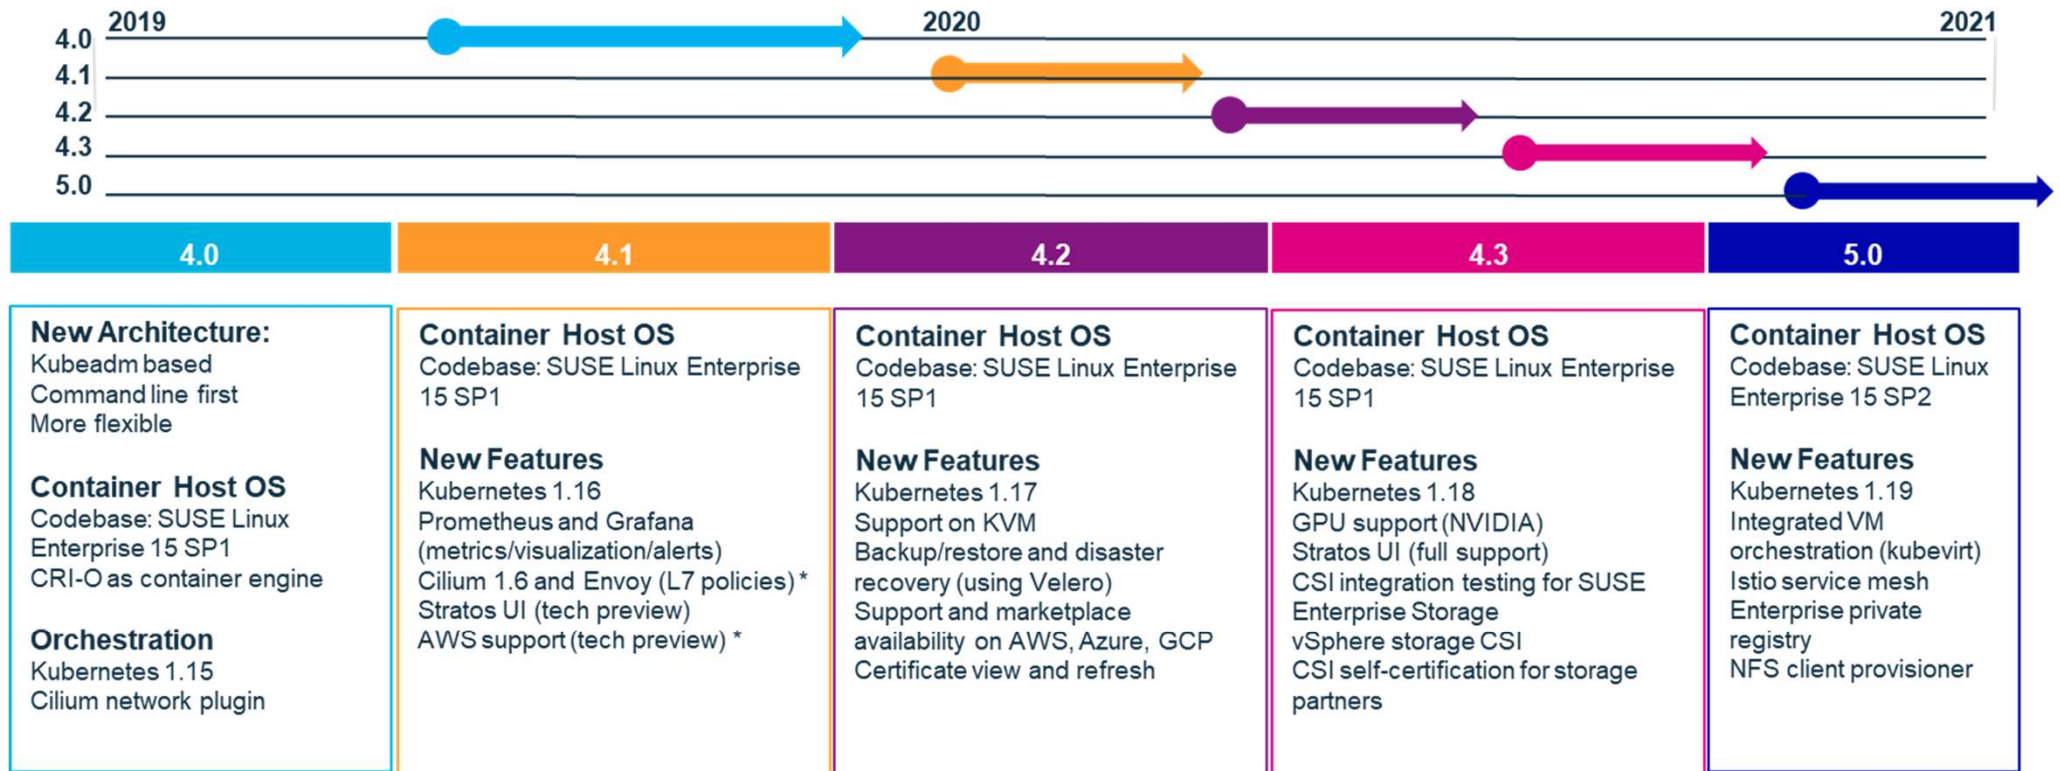 2019
2020
2021
4.0
4.1
4.2
4.3
5.0
4.0
4.1
4.2
4.3
5.0
New Architecture:
Kubeadm based
Command line first
More flexible
Container Host OS
Codebase: SUSE Linux
Enterprise 15 SP1
CRI-O as container engine
Orchestration
Kubernetes 1.15
Cilium network plugin
Container Host OS
Codebase: SUSE Linux Enterprise
15 SP1
New Features
Kubernetes 1.16
Prometheus and Grafana
(metrics/visualization/alerts)
Cilium 1.6 and Envoy (L7 policies) *
Stratos UI (tech preview)
AWS support (tech preview) *
Container Host OS
Codebase: SUSE Linux Enterprise
15 SP1
New Features
Kubernetes 1.17
Support on KVM
Backup/restore and disaster
recovery (using Velero)
Support and marketplace
availability on AWS, Azure, GCP
Certificate view and refresh
Container Host OS
Codebase: SUSE Linux Enterprise
15 SP1
New Features
Kubernetes 1.18
GPU support (NVIDIA)
Stratos UI (full support)
CSI integration testing for SUSE
Enterprise Storage
vSphere storage CSI
CSI self-certification for storage
partners
Container Host OS
Codebase: SUSE Linux
Enterprise 15 SP2
New Features
Kubernetes 1.19
Integrated VM
orchestration (kubevirt)
Istio service mesh
Enterprise private
registry
NFS client provisioner